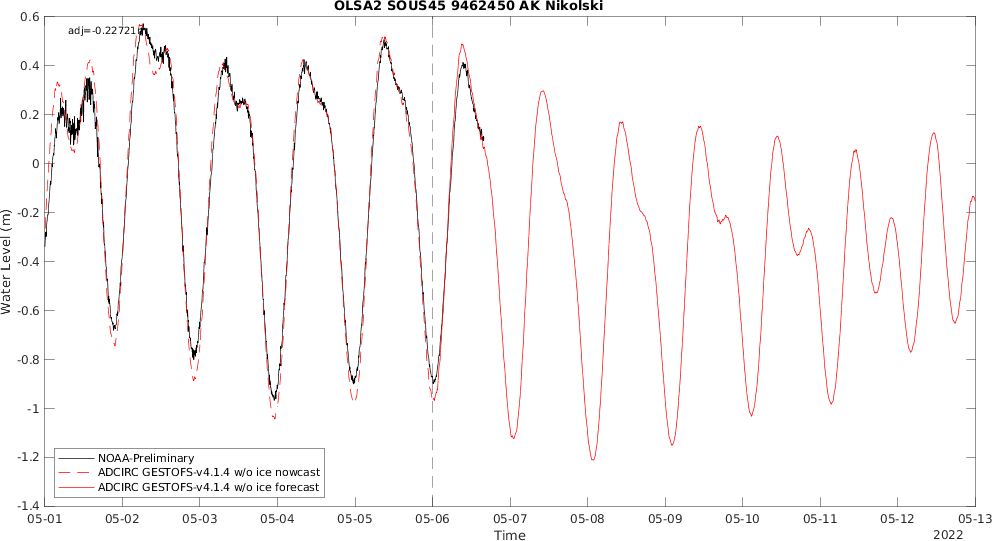 OLSA2 SOUS45 9462450 AK Nikolski
adj=-0.22721
0.6
0.4
0.2
0
-0.2
-0.4
-0.6
-0.8
-1
-1.2
-1.4
Water Level (m)
NOAA-Preliminary
ADCIRC GESTOFS-v4.1.4 w/o ice nowcast
ADCIRC GESTOFS-v4.1.4 w/o ice forecast
05-01 05-02 05-03 05-04 05-05 05-06 05-07 05-08 05-09 05-10 05-11 05-12 05-13
Time
2022